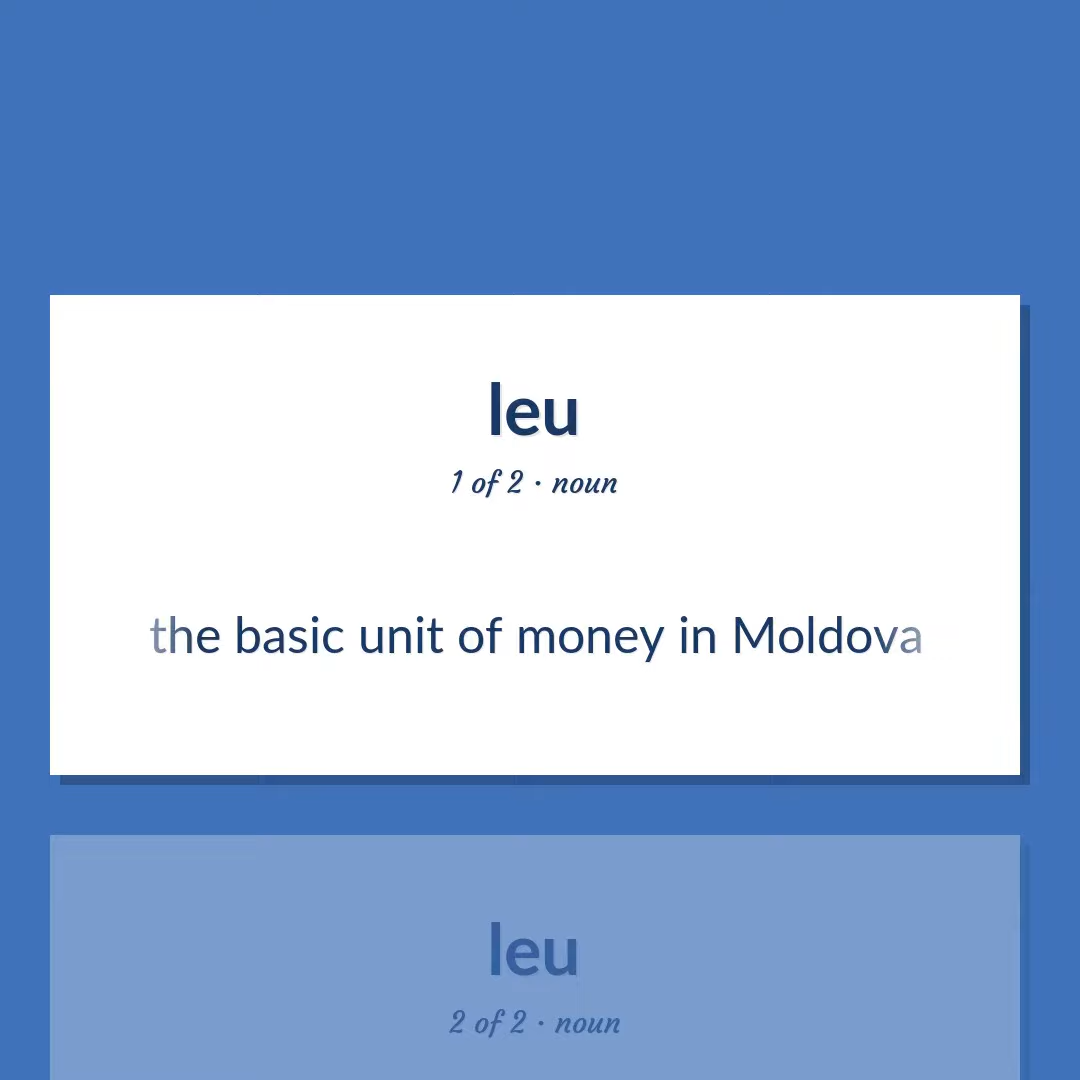 leu
1 of 2 · noun
the basic unit of money in Moldova
leu
2 of 2 · noun